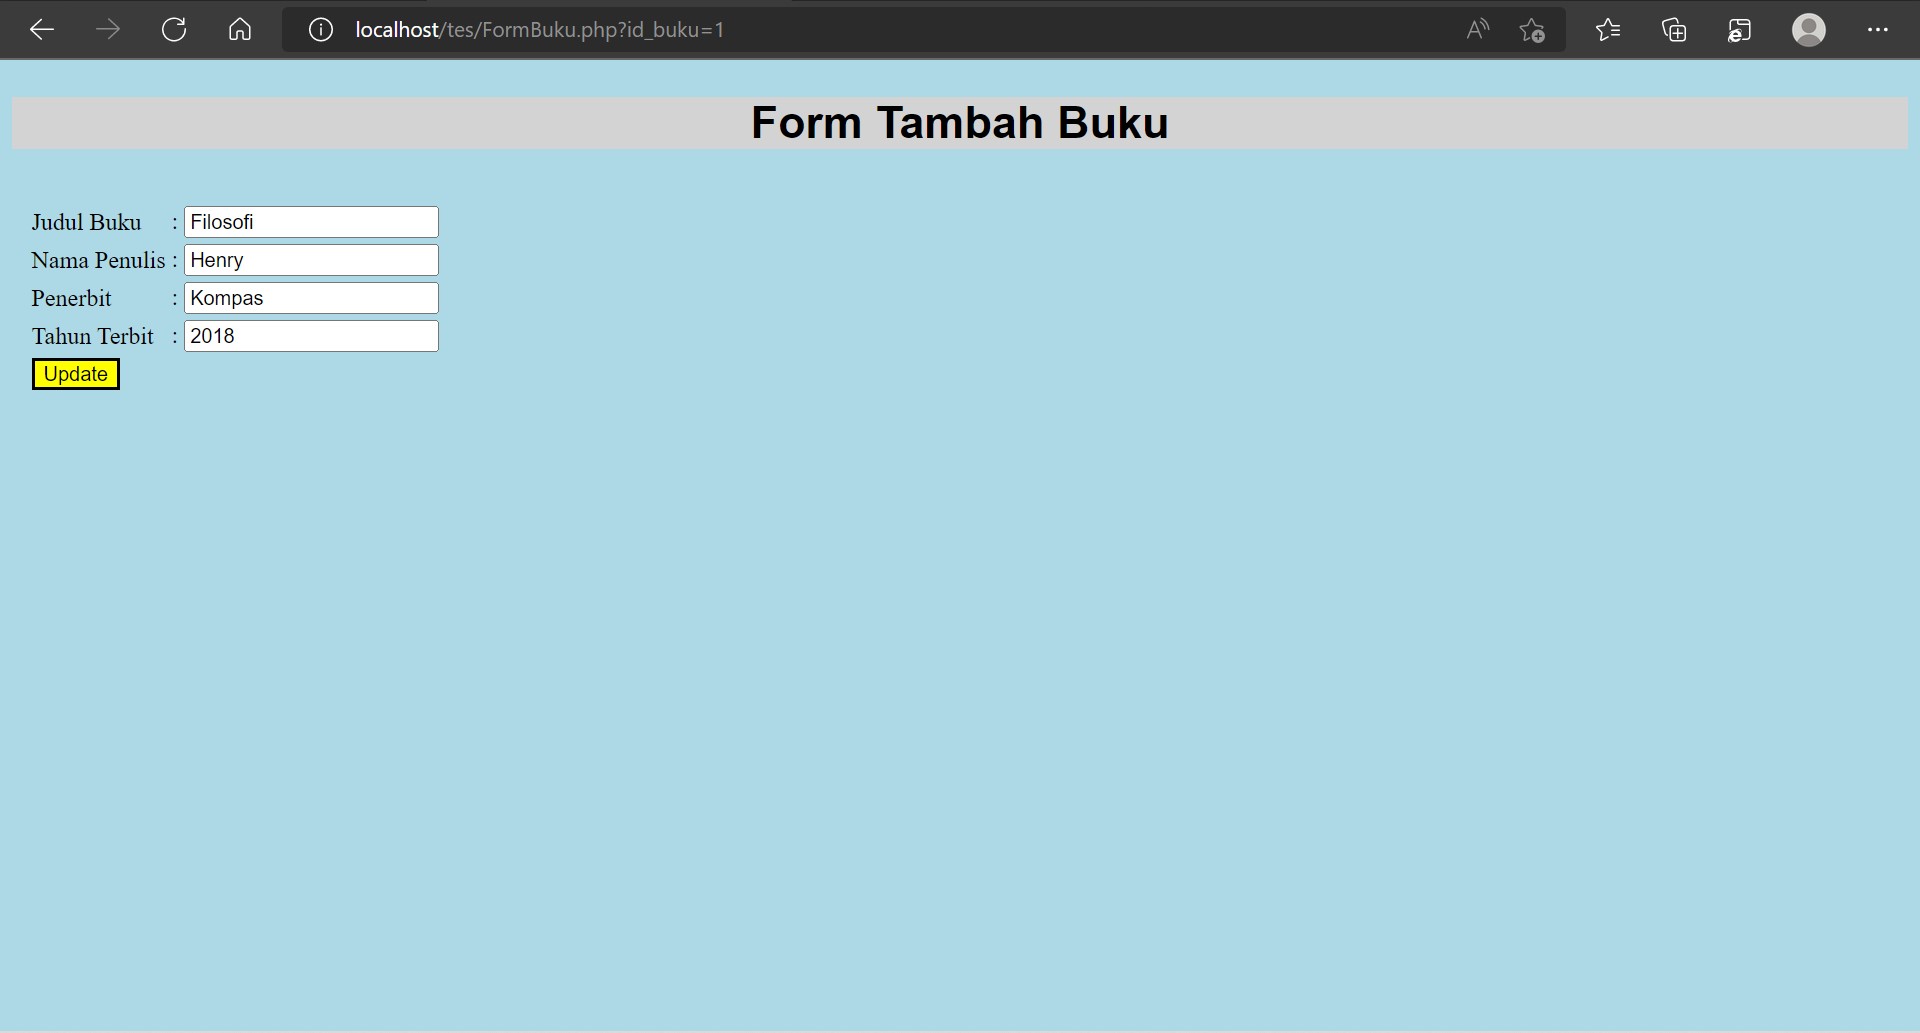 localhost/tes/FormBuku.php?id_buku=1
Form Tambah Buku
Judul Buku : Filosofi
Nama Penulis : Henry
Penerbit : Kompas
Tahun Terbit : 2018
Update